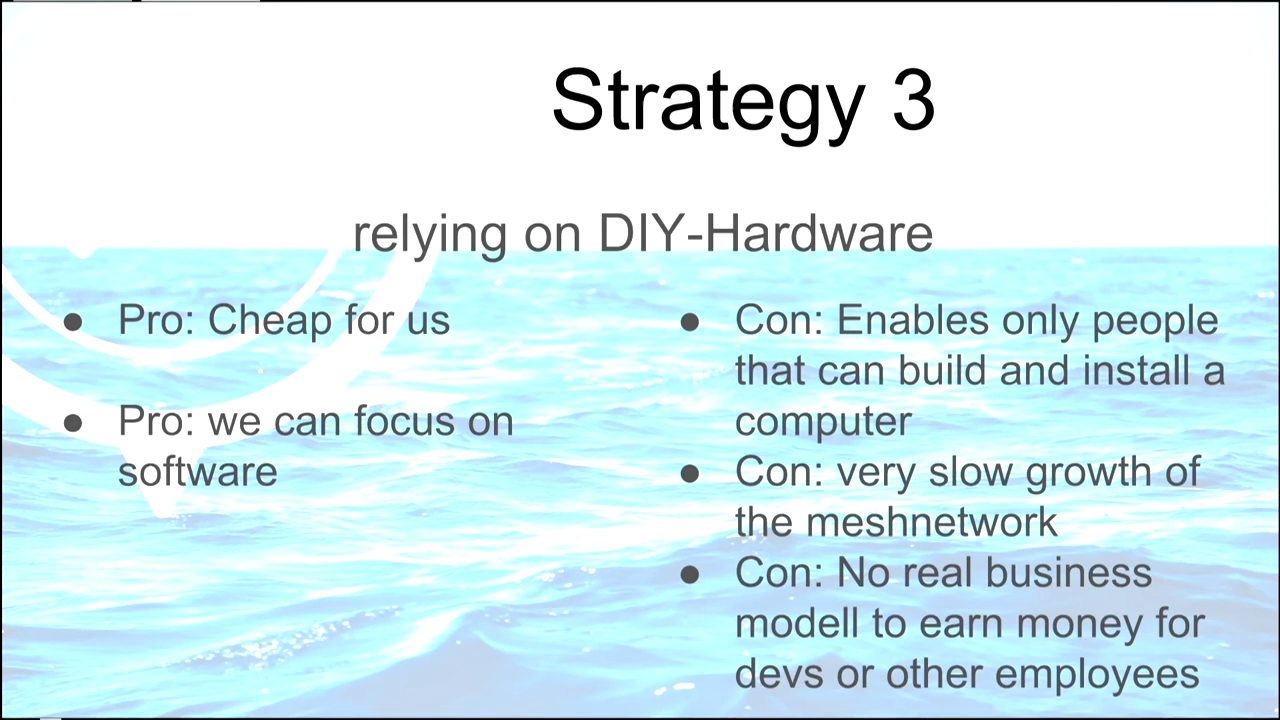 Strategy 3
relying on DIY-Hardware
● Pro: Cheap for us
● Pro: we can focus on
software
● Con: Enables only people
that can build and install a
computer
● Con: very slow growth of
the meshnetwork
● Con: No real business
modell to earn money for
devs or other employees